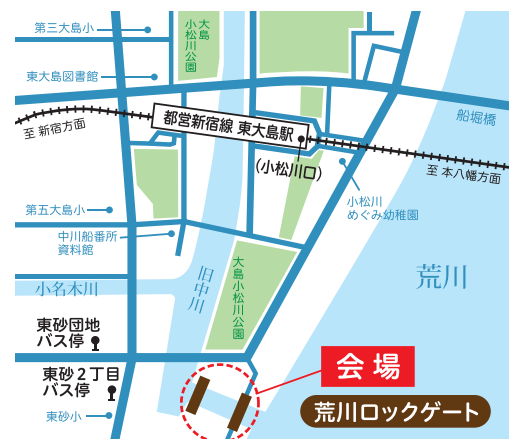 第三大島小
大島
小松川
公園
東大島図書館
船堀橋
都営新宿線 東大島駅
至 新宿方面
(小松川口)
至 本八幡方面
小松川
めぐみ幼稚園
第五大島小
中川船番所
資料館
旧中川
大島小松川公園
荒川
小名木川
東砂団地
バス停
東砂2丁目
バス停
会場
荒川ロックゲート
東砂小